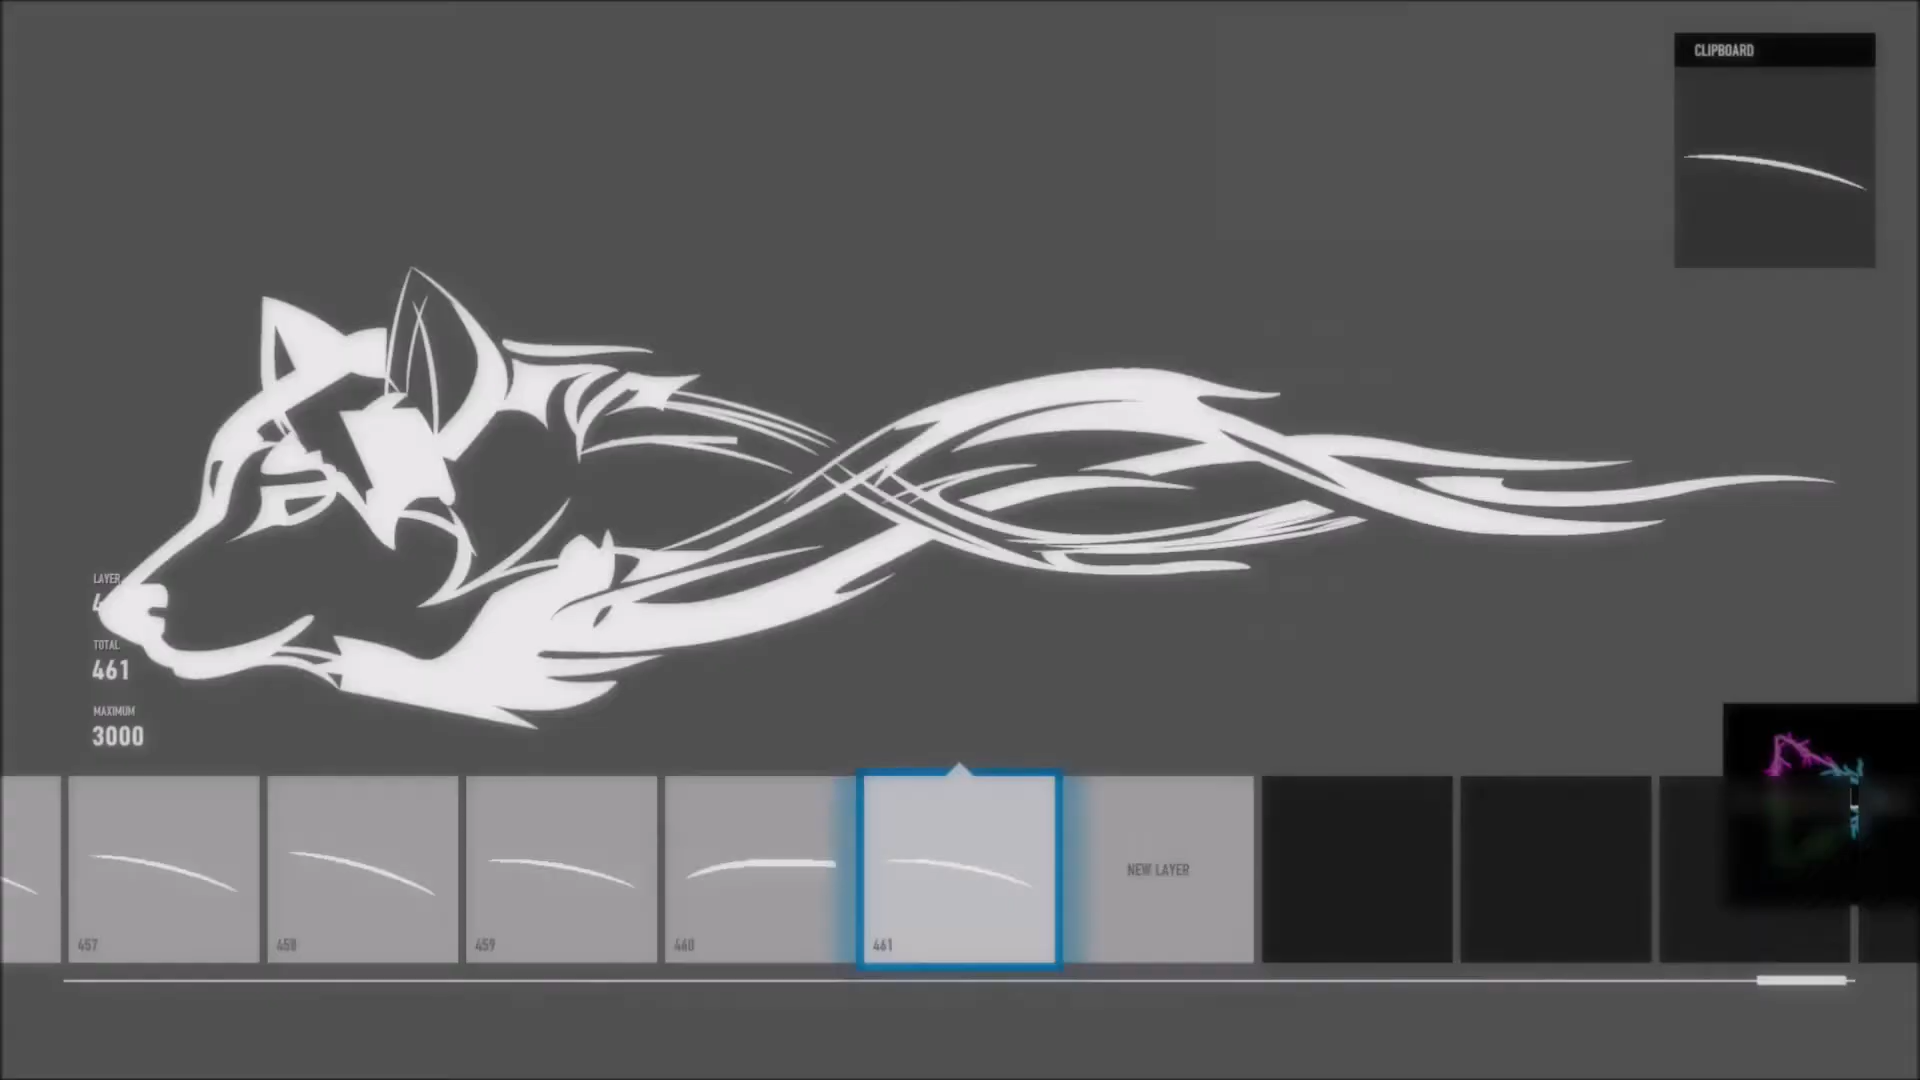 CLIPBOARD
LAYER
TOTAL
461
MAXIMUM
3000
NEW LAYER
457
458
459
460
461